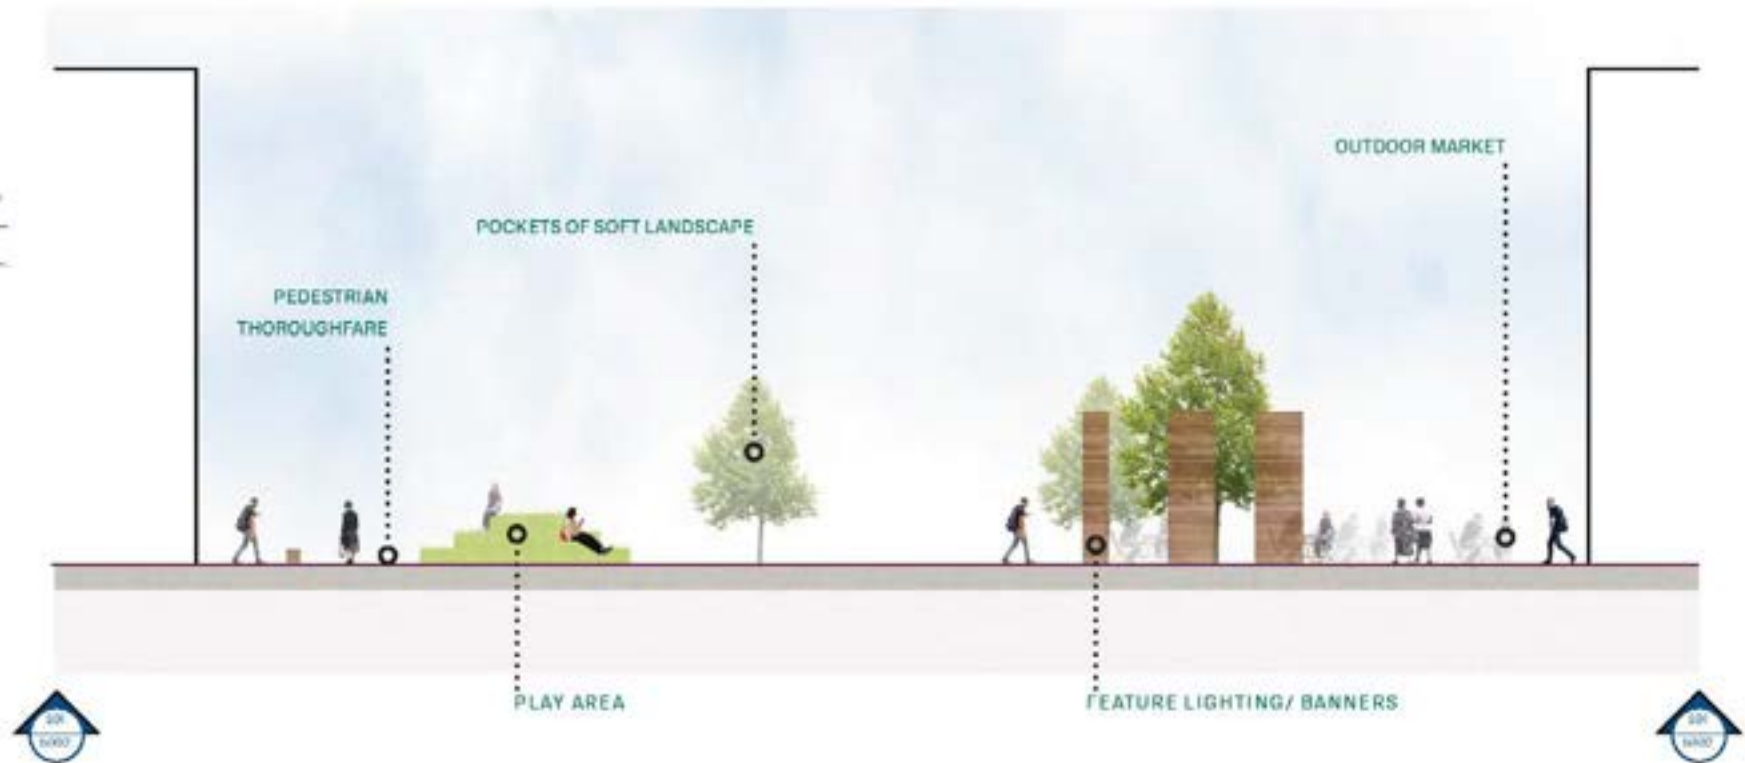 OUTDOOR MARKET
POCKETS OF SOFT LANDSCAPE
PEDESTRIAN
THOROUGHFARE
PLAY AREA
FEATURE LIGHTING/ BANNERS